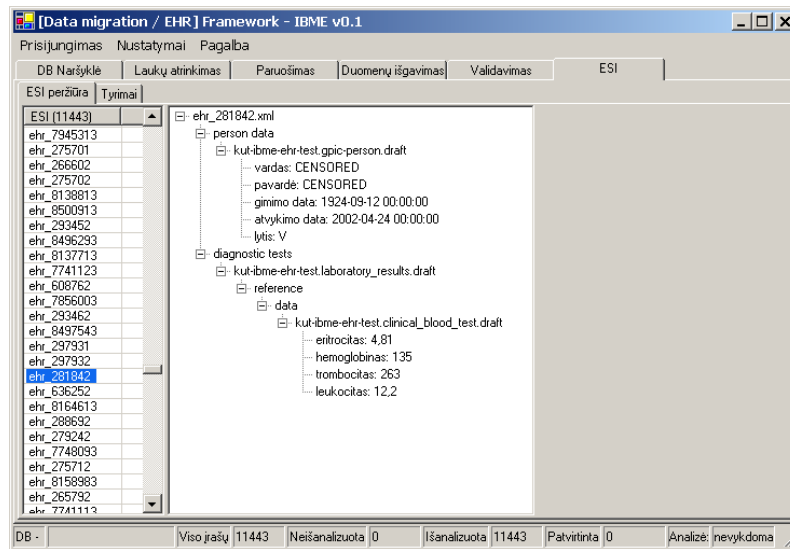 [Data migration / EHR] Framework - IBME v0.1
Prisijungimas Nustatymai Pagalba
DB Naršyklė Laukų atrinkimas Paruošimas Duomenų išgavimas Validavimas ESI
ESI peržiūra Tyrimai
ESI (11443)
ehr_7945313
ehr_275701
ehr_266602
ehr_275702
ehr_8138813
ehr_8500913
ehr_293452
ehr_8496293
ehr_8137713
ehr_7741123
ehr_608762
ehr_7856003
ehr_293462
ehr_8497543
ehr_297931
ehr_297932
ehr_281842
ehr_636252
ehr_8164613
ehr_288692
ehr_279242
ehr_7748093
ehr_275712
ehr_8158983
ehr_265792
ehr_7741113
ehr_281842.xml
person data
kut-ibme-ehr-test.gpic-person.draft
vardas: CENSORED
pavardė: CENSORED
gimimo data: 1924-09-12 00:00:00
atvykimo data: 2002-04-24 00:00:00
lytis: V
diagnostic tests
kut-ibme-ehr-test.laboratory_results.draft
reference
data
kut-ibme-ehr-test.clinical_blood_test.draft
eritrocitas: 4,81
hemoglobinas: 135
trombocitas: 263
leukocitas: 12,2
DB - Viso įrašų 11443 Neišanalizuota 0 Išanalizuota 11443 Patvirtinta 0 Analizė: nevykdoma